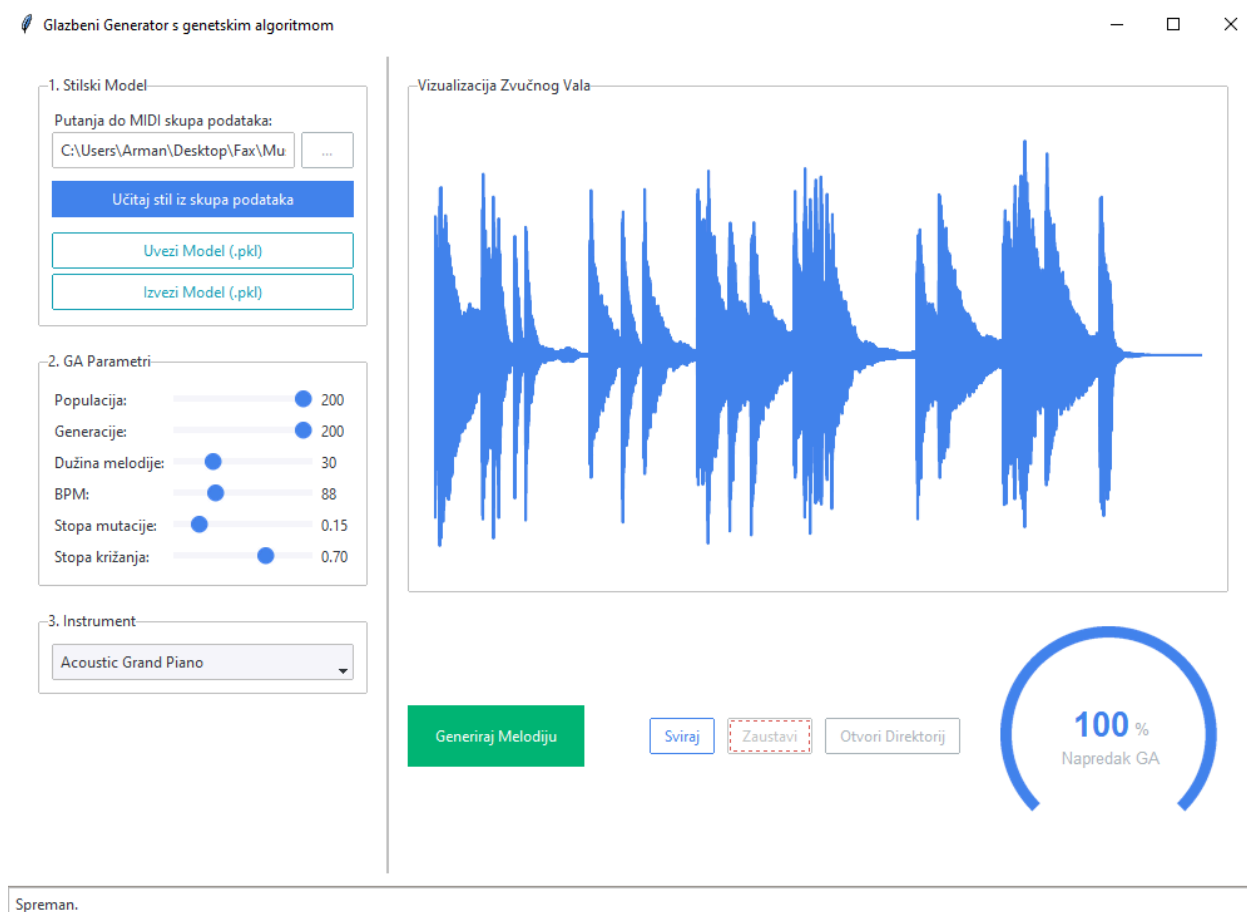 Glazbeni Generator s genetskim algoritmom
1. Stilski Model
Putanja do MIDI skupa podataka:
C:\Users\Arman\Desktop\Fax\Mu
...
Učitaj stil iz skupa podataka
Uvezi Model (.pkl)
Izvezi Model (.pkl)
2. GA Parametri
Populacija: 200
Generacije: 200
Dužina melodije: 30
BPM: 88
Stopa mutacije: 0.15
Stopa križanja: 0.70
3. Instrument
Acoustic Grand Piano
Vizualizacija Zvučnog Vala
Generiraj Melodiju
Sviraj
Zaustavi
Otvori Direktorij
100 %
Napredak GA
Spreman.